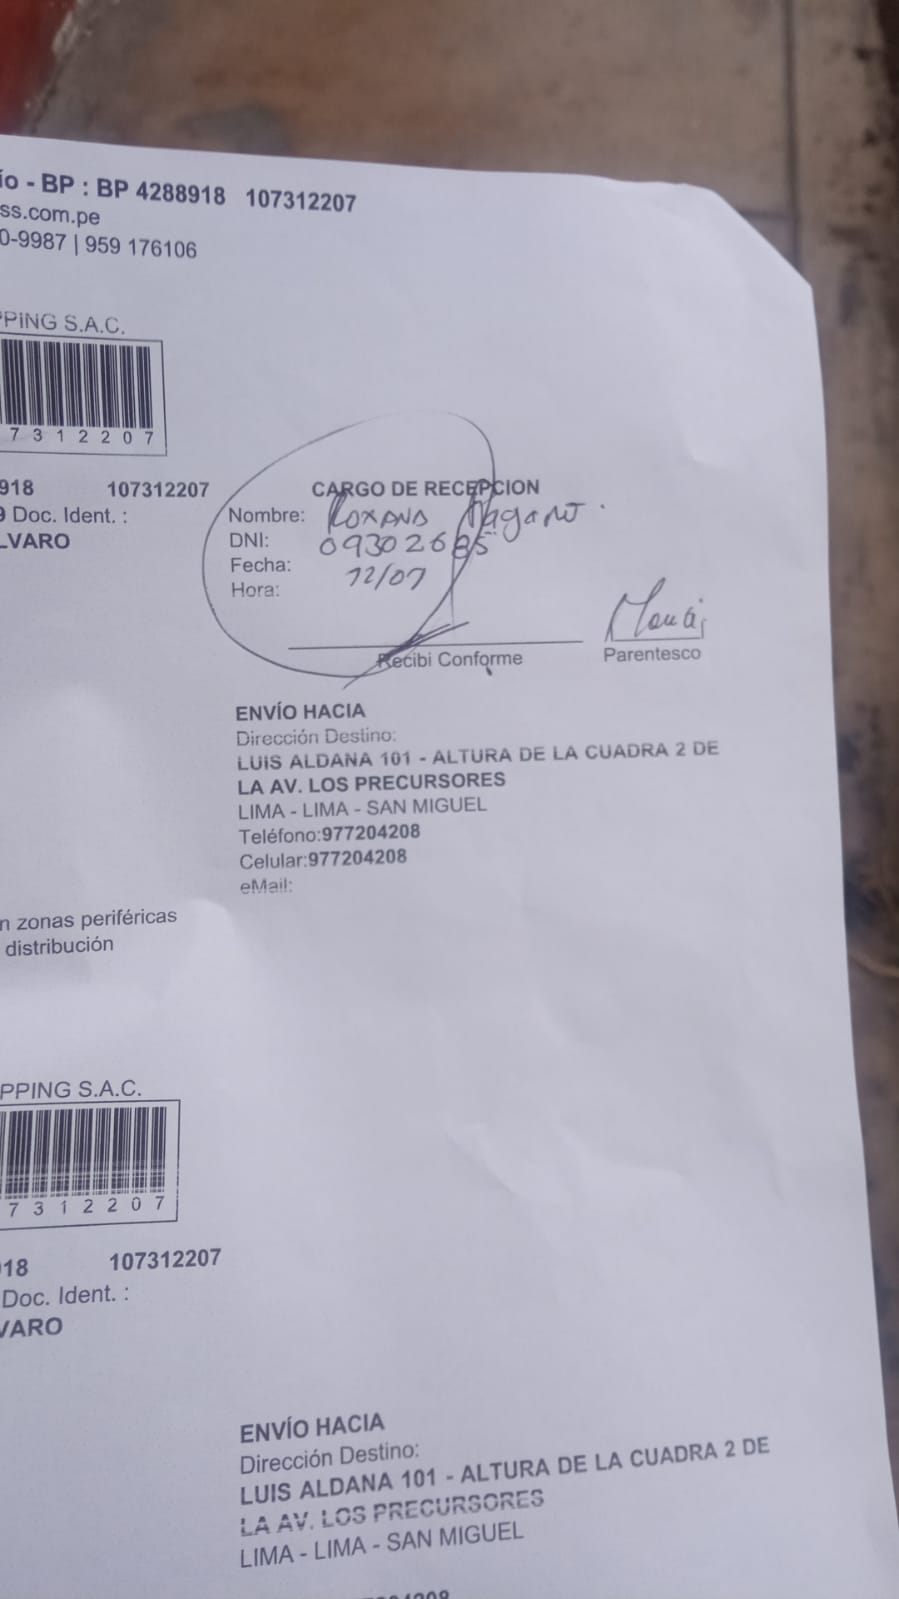 ío - BP : BP 4288918 107312207
ss.com.pe
0-9987 | 959 176106
PPING S.A.C.
7 3 1 2 2 0 7
918 107312207
9 Doc. Ident. :
LVARO
CARGO DE RECEPCION
Nombre: Roxana
DNI: 09302685
Fecha: 12/07
Hora:
Recibi Conforme
Parentesco
ENVÍO HACIA
Dirección Destino:
LUIS ALDANA 101 - ALTURA DE LA CUADRA 2 DE
LA AV. LOS PRECURSORES
LIMA - LIMA - SAN MIGUEL
Teléfono:977204208
Celular:977204208
eMail:
n zonas periféricas
distribución
PPING S.A.C.
7 3 1 2 2 0 7
918 107312207
Doc. Ident. :
VARO
ENVÍO HACIA
Dirección Destino:
LUIS ALDANA 101 - ALTURA DE LA CUADRA 2 DE
LA AV. LOS PRECURSORES
LIMA - LIMA - SAN MIGUEL